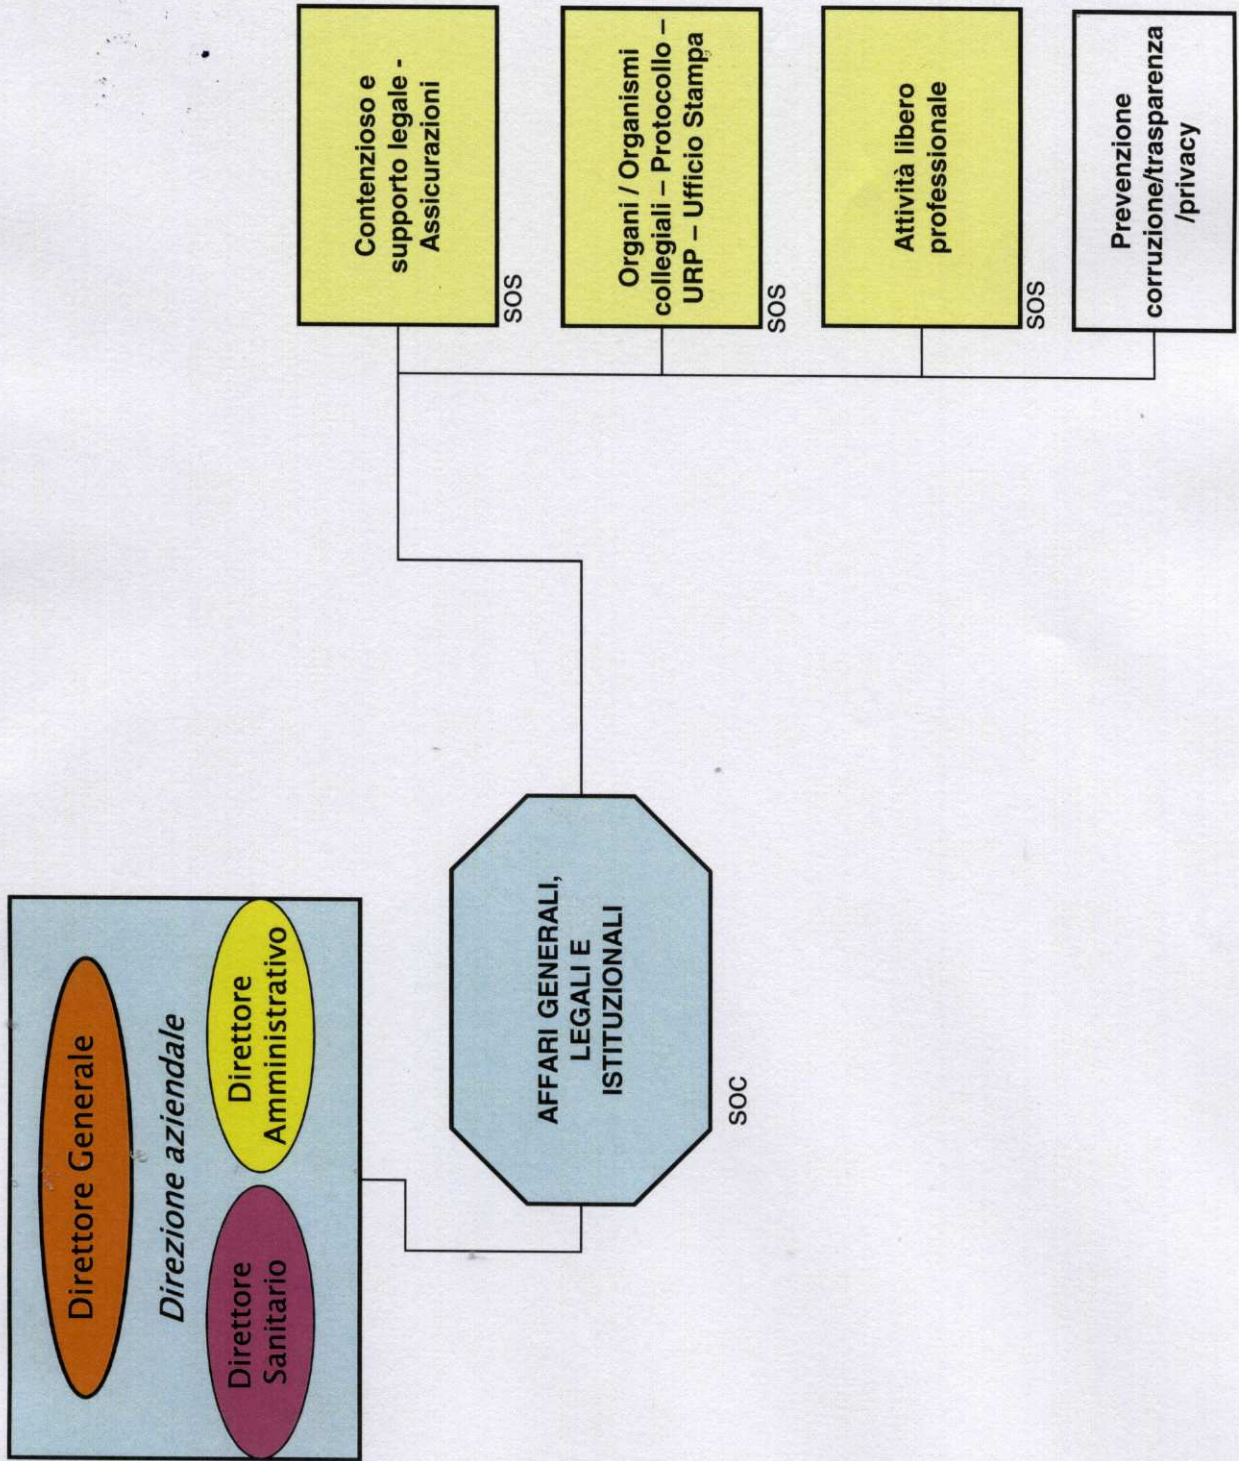 Direttore Generale
Direzione aziendale
Direttore
Sanitario
Direttore
Amministrativo
AFFARI GENERALI,
LEGALI E
ISTITUZIONALI
SOC
Contenzioso e
supporto legale -
Assicurazioni
SOS
Organi / Organismi
collegiali – Protocollo –
URP – Ufficio Stampa
SOS
Attività libero
professionale
SOS
Prevenzione
corruzione/trasparenza
/privacy